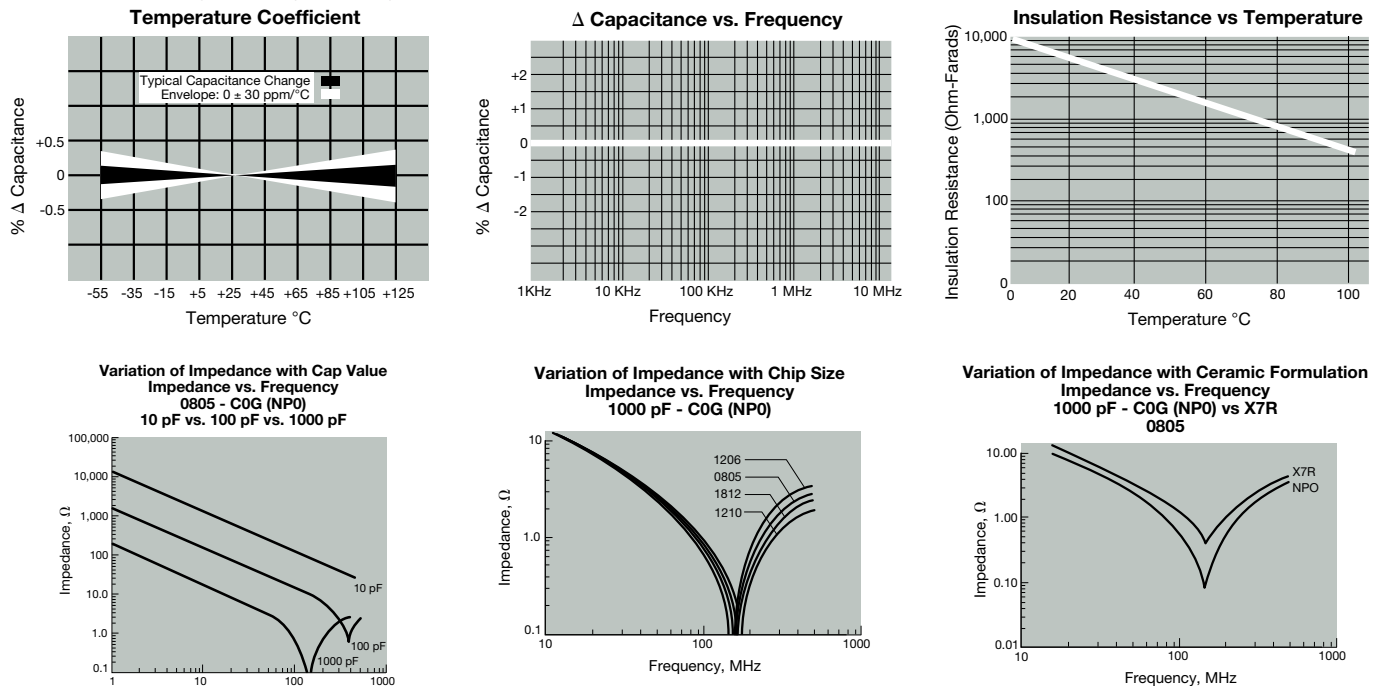 Temperature Coefficient
% Δ Capacitance
Typical Capacitance Change
Envelope: 0 ± 30 ppm/°C
+0.5
0
-0.5
-55 -35 -15 +5 +25 +45 +65 +85 +105 +125
Temperature °C
Δ Capacitance vs. Frequency
% Δ Capacitance
+2
+1
0
-1
-2
1KHz 10 KHz 100 KHz 1 MHz 10 MHz
Frequency
Insulation Resistance vs Temperature
Insulation Resistance (Ohm-Farads)
10,000
1,000
100
0
0 20 40 60 80 100
Temperature °C
Variation of Impedance with Cap Value
Impedance vs. Frequency
0805 - C0G (NP0)
10 pF vs. 100 pF vs. 1000 pF
Impedance, Ω
100,000
10,000
1,000
100
10.0
1.0
0.1
10 pF
100 pF
1000 pF
1 10 100 1000
Variation of Impedance with Chip Size
Impedance vs. Frequency
1000 pF - C0G (NP0)
Impedance, Ω
10
1.0
0.1
1206
0805
1812
1210
10 100 1000
Frequency, MHz
Variation of Impedance with Ceramic Formulation
Impedance vs. Frequency
1000 pF - C0G (NP0) vs X7R
0805
Impedance, Ω
10.00
1.00
0.10
0.01
X7R
NPO
10 100 1000
Frequency, MHz